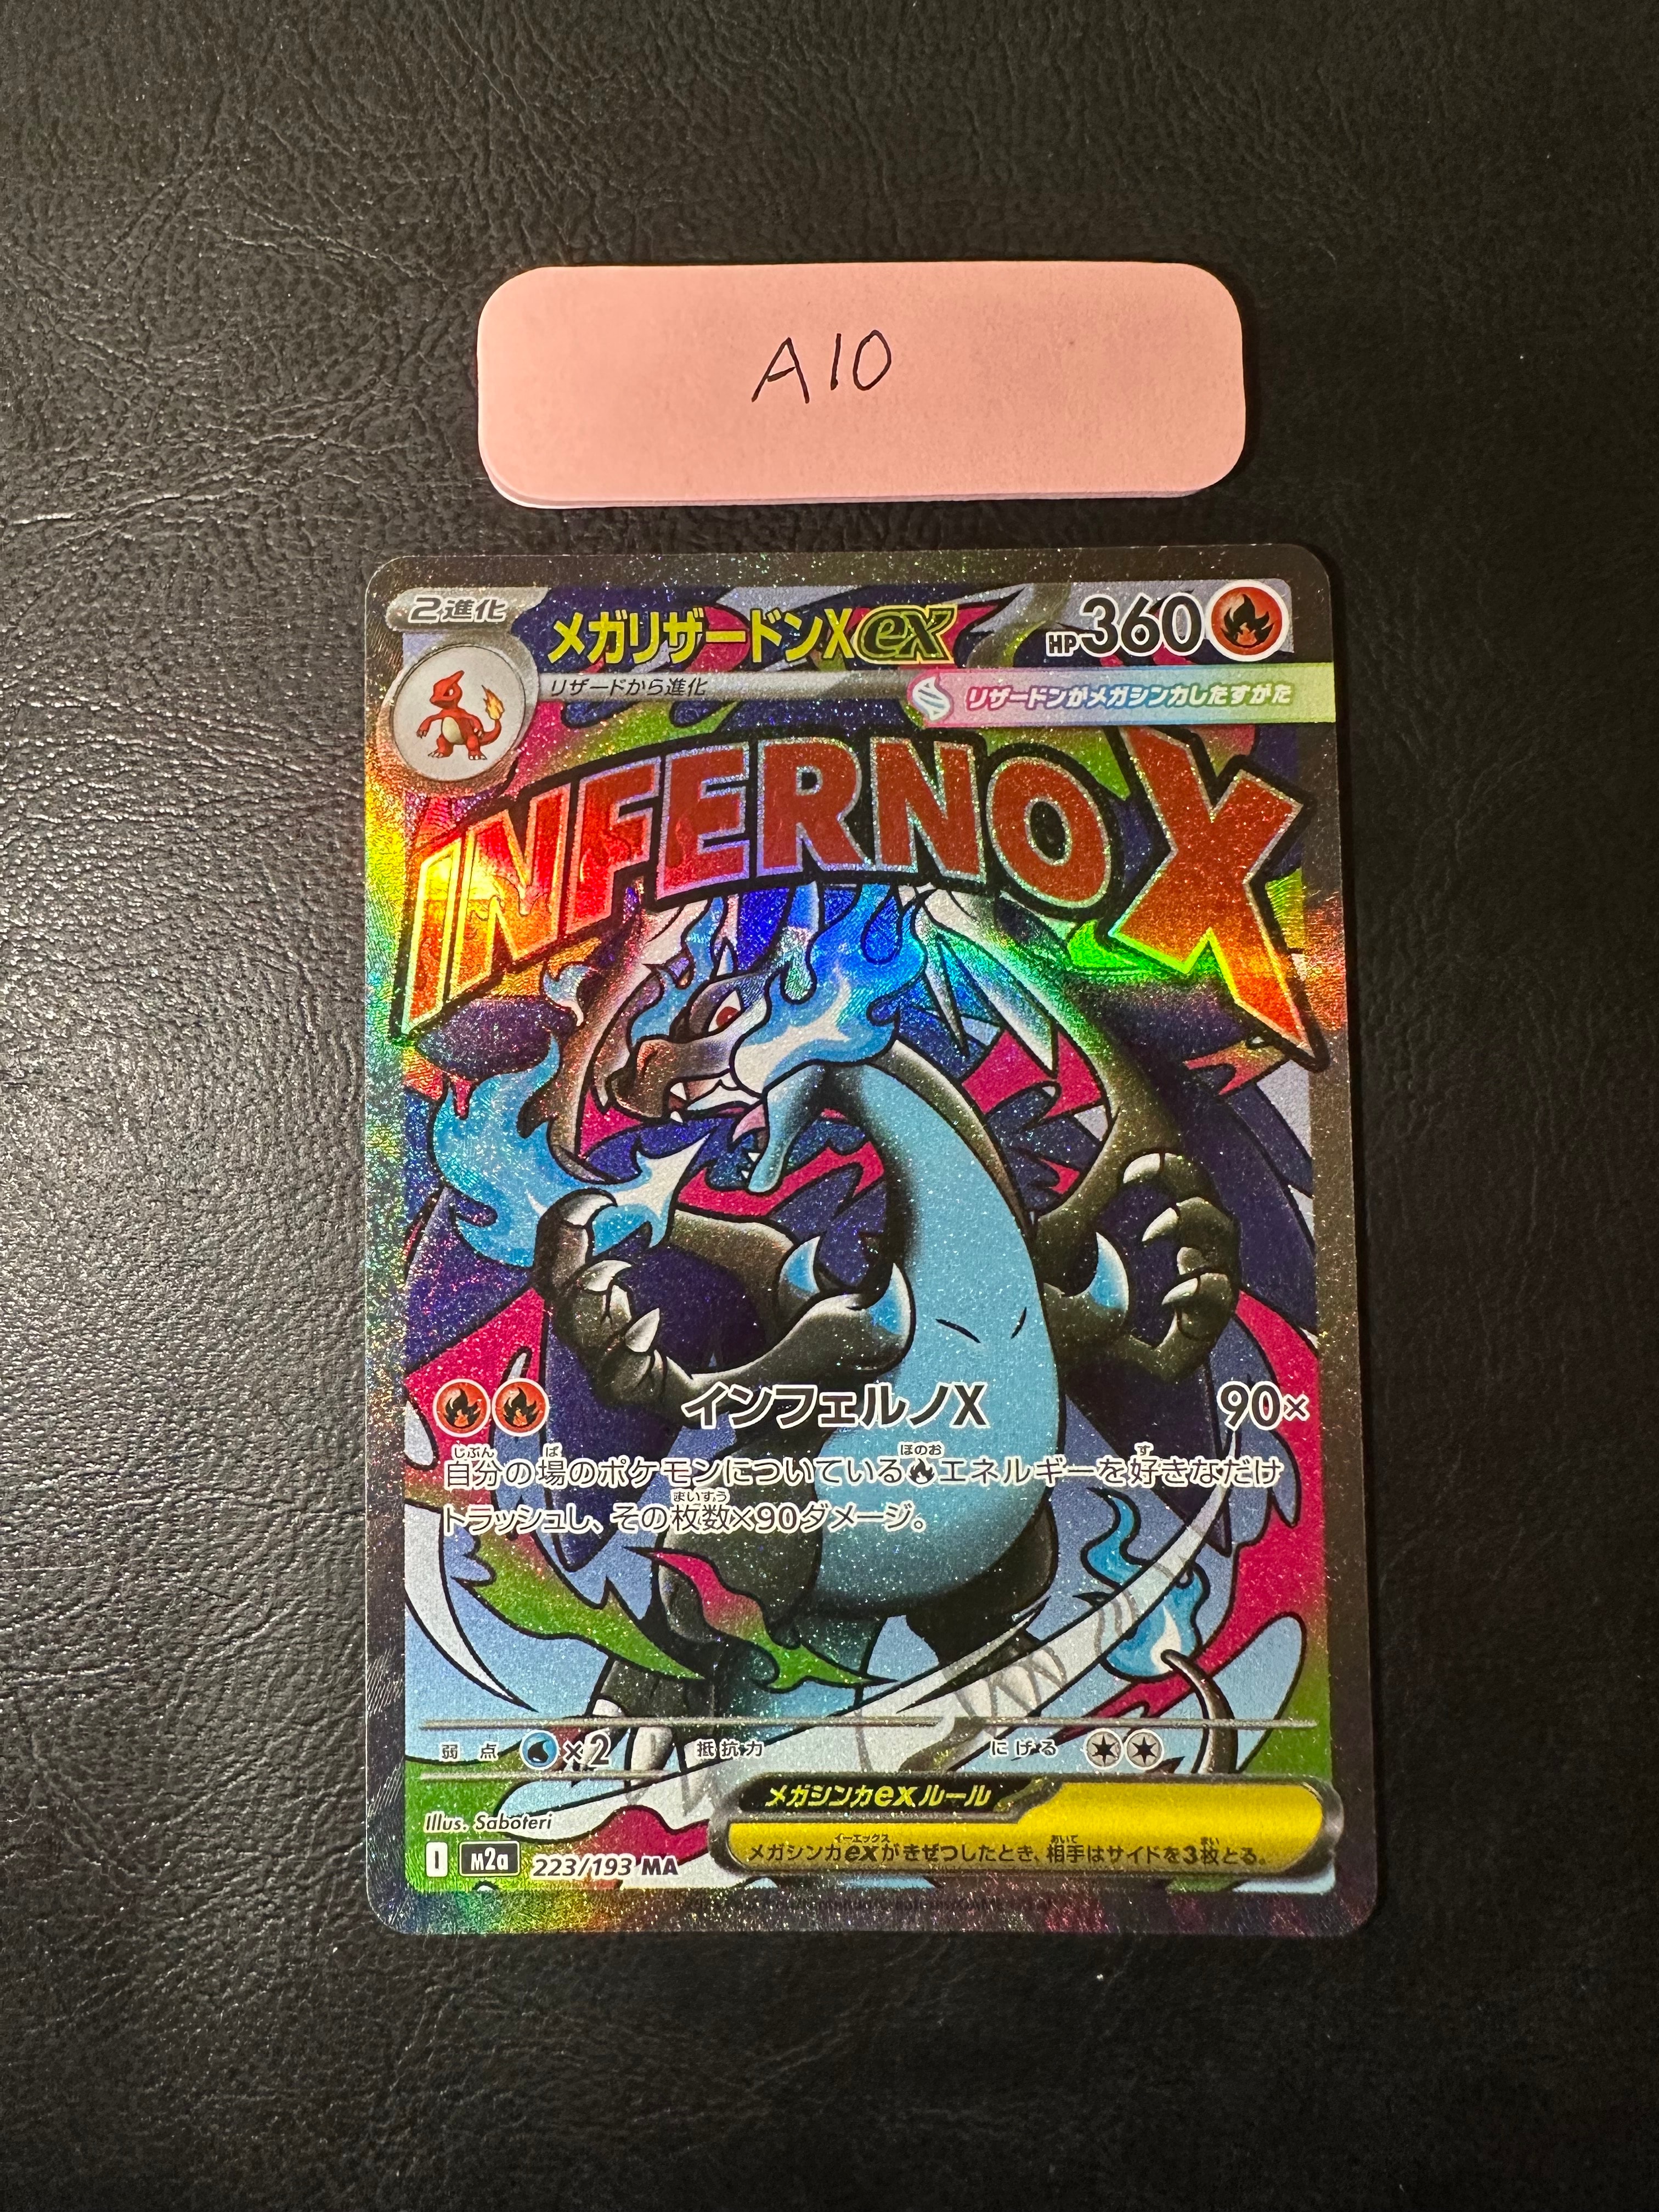 A10
2進化
メガリザードンXex
HP360
リザードから進化
リザードンがメガシンカしたすがた
INFERNO X
インフェルノX 90×
自分の場のポケモンについているエネルギーを好きなだけ
トラッシュし、その枚数×90ダメージ。
弱点 ×2 抵抗力 にげる
メガシンカexルール
メガシンカexがきぜつしたとき、相手はサイドを3枚とる。
Illus. Saboteri
I M2a 223/193 MA